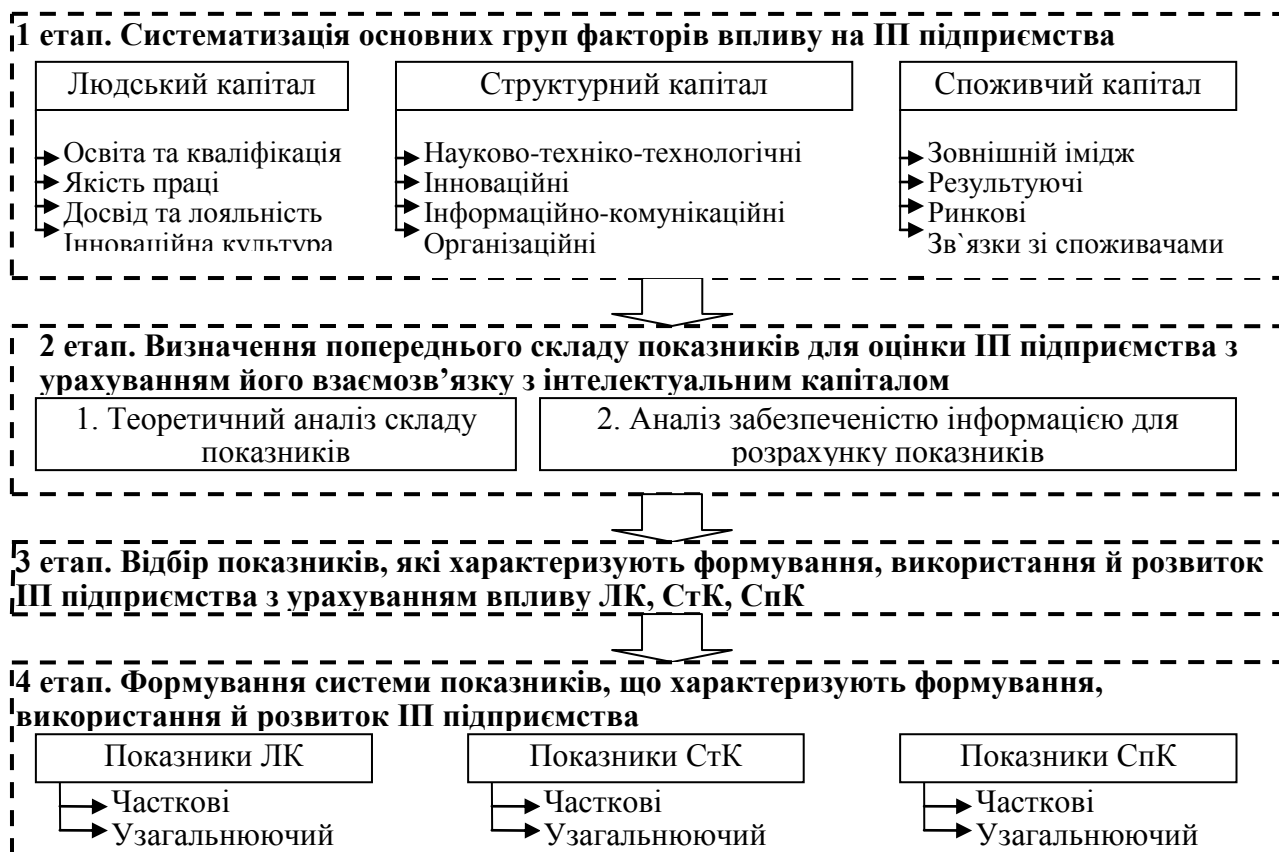 1 етап. Систематизація основних груп факторів впливу на ІП підприємства
Людський капітал
Освіта та кваліфікація
Якість праці
Досвід та лояльність
Інноваційна культура
Структурний капітал
Науково-техніко-технологічні
Інноваційні
Інформаційно-комунікаційні
Організаційні
Споживчий капітал
Зовнішній імідж
Результуючі
Ринкові
Зв`язки зі споживачами
2 етап. Визначення попереднього складу показників для оцінки ІП підприємства з
урахуванням його взаємозв’язку з інтелектуальним капіталом
1. Теоретичний аналіз складу
показників
2. Аналіз забезпеченістю інформацією для
розрахунку показників
3 етап. Відбір показників, які характеризують формування, використання й розвиток
ІП підприємства з урахуванням впливу ЛК, СтК, СпК
4 етап. Формування системи показників, що характеризують формування,
використання й розвиток ІП підприємства
Показники ЛК
Часткові
Узагальнюючий
Показники СтК
Часткові
Узагальнюючий
Показники СпК
Часткові
Узагальнюючий